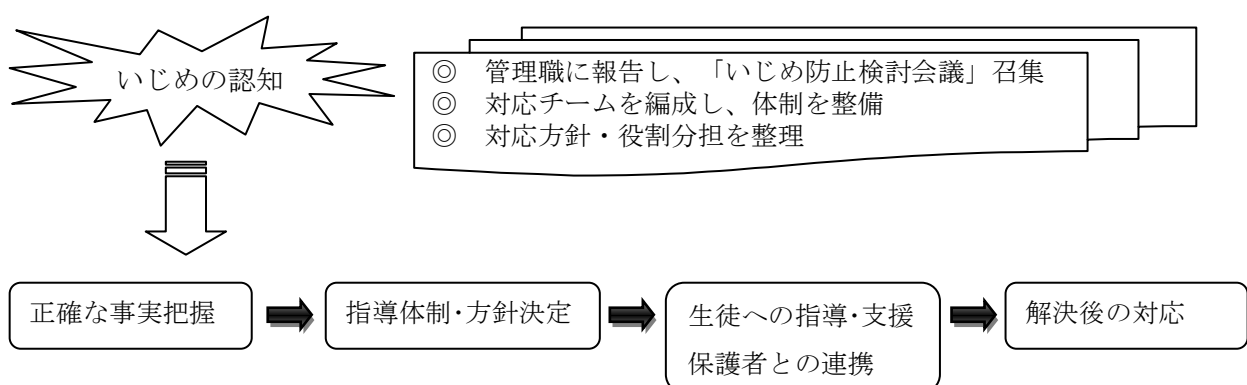 いじめの認知
◎ 管理職に報告し、「いじめ防止検討会議」召集
◎ 対応チームを編成し、体制を整備
◎ 対応方針・役割分担を整理
正確な事実把握
指導体制・方針決定
生徒への指導・支援
保護者との連携
解決後の対応